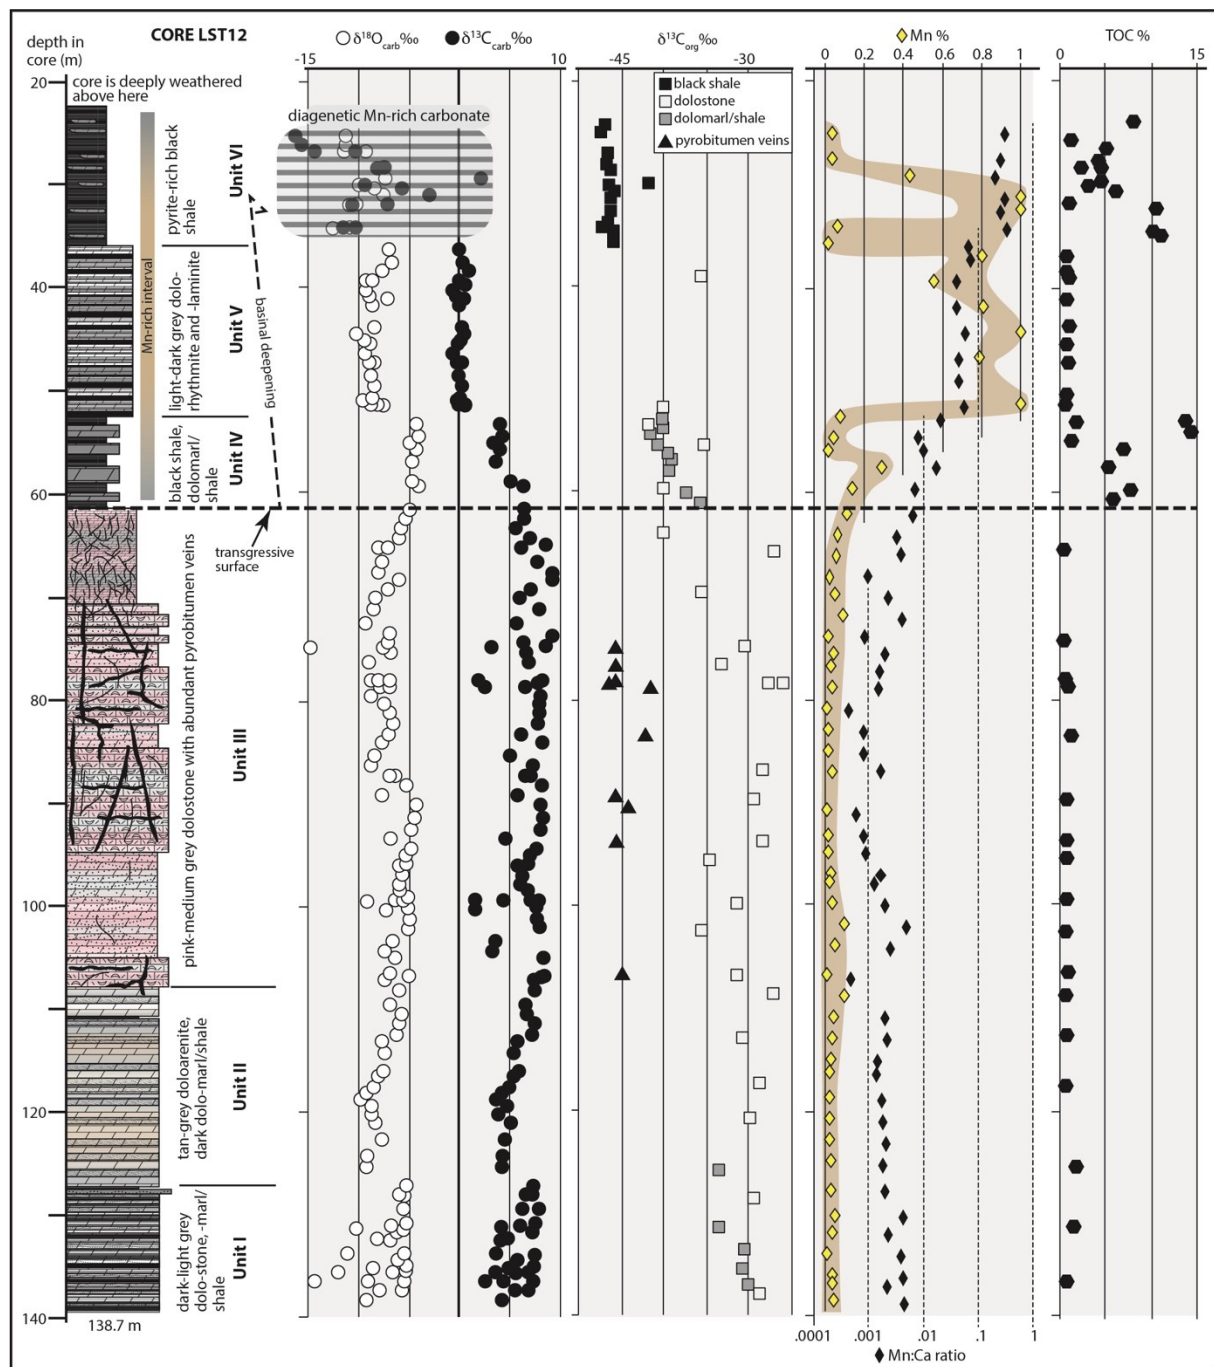 depth in
core (m)
CORE LST12
δ18Ocarb‰
δ13Ccarb‰
δ13Corg‰
Mn %
TOC %
-15
10
-45
-30
0
0.2
0.4
0.6
0.8
1
0
15
20
core is deeply weathered
above here
diagenetic Mn-rich carbonate
black shale
dolostone
dolomarl/shale
pyrobitumen veins
Mn-rich interval
pyrite-rich black
shale
Unit VI
basinal deepening
40
light-dark grey dolo-
rhythmite and -laminite
Unit V
black shale,
dolomarl/
shale
Unit IV
60
transgressive
surface
80
pink-medium grey dolostone with abundant pyrobitumen veins
Unit III
100
tan-grey doloarenite,
dark dolo-marl/shale
Unit II
120
dark-light grey
dolo-stone, -marl/
shale
Unit I
140
138.7 m
.0001
.001
.01
.1
1
Mn:Ca ratio